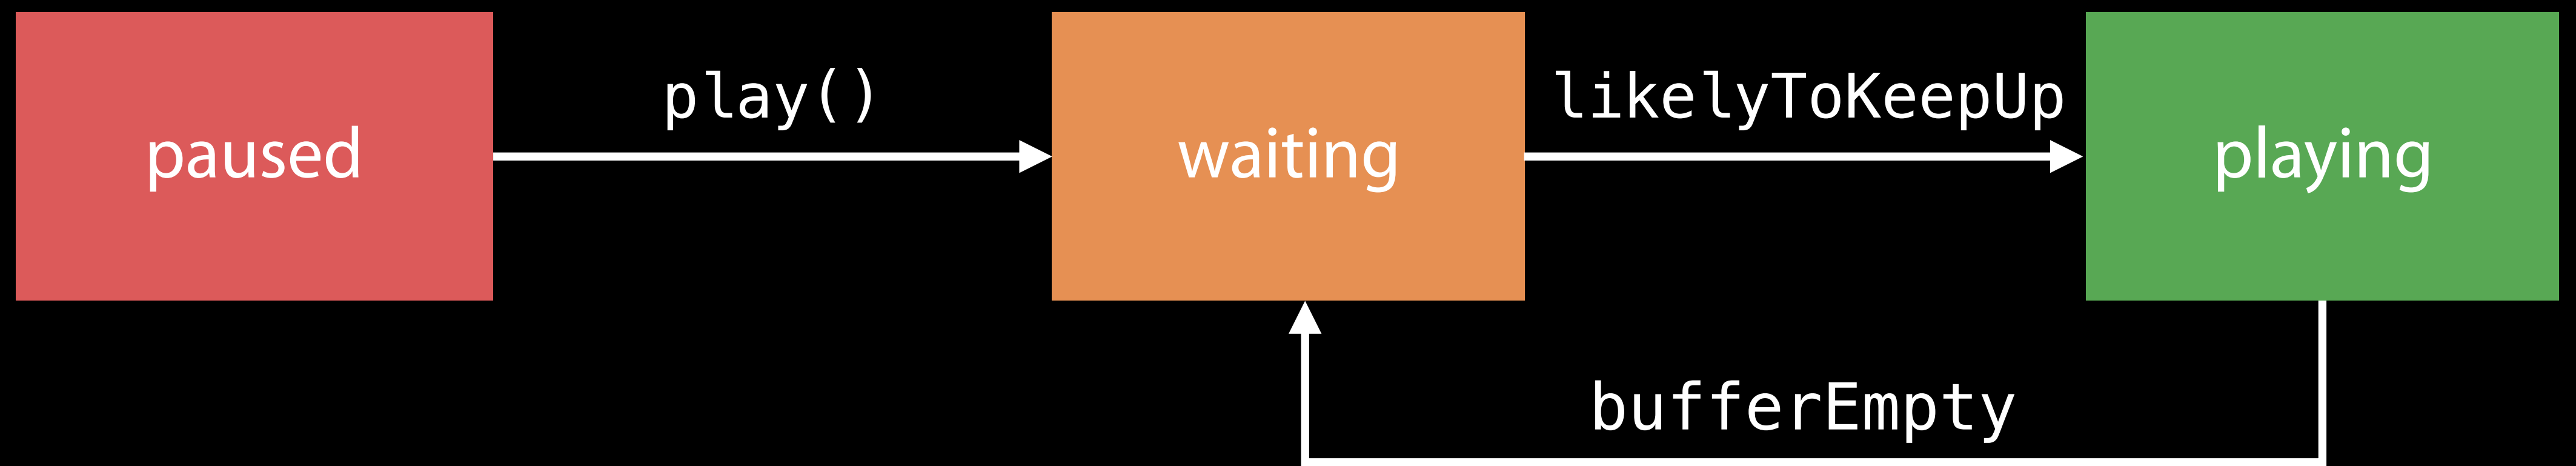 paused
play()
waiting
likelyToKeepUp
playing
bufferEmpty